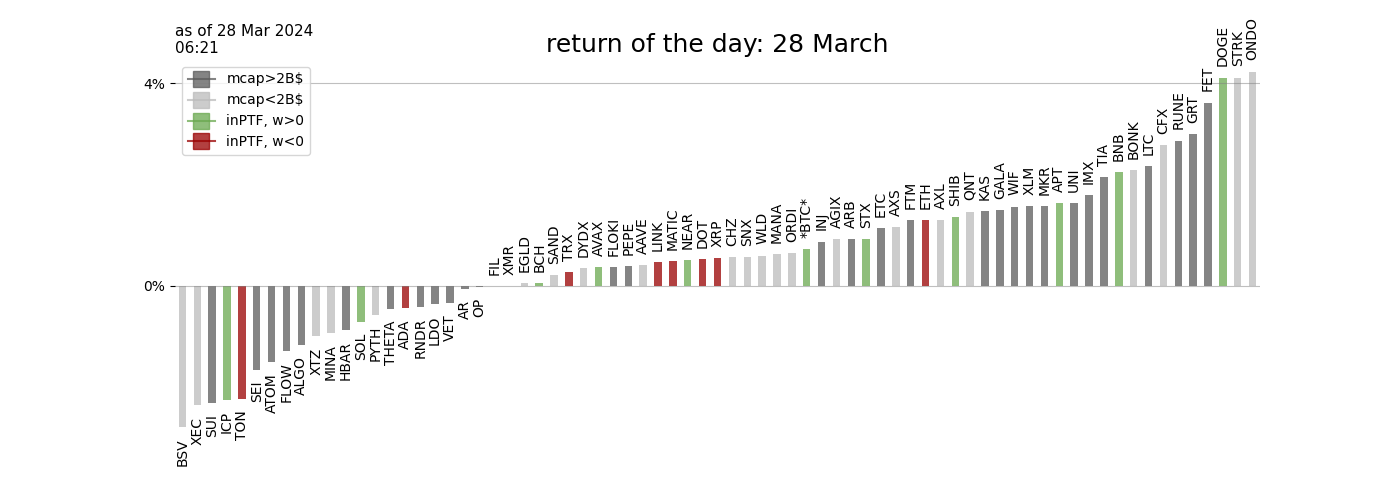 as of 28 Mar 2024
06:21
return of the day: 28 March
mcap>2B$
mcap<2B$
inPTF, w>0
inPTF, w<0
4%
0%
BSV
XEC
SUI
ICP
TON
SEI
ATOM
FLOW
ALGO
XTZ
MINA
HBAR
SOL
PYTH
THETA
ADA
RNDR
LDO
VET
AR
OP
FIL
XMR
EGLD
BCH
SAND
TRX
DYDX
AVAX
FLOKI
PEPE
AAVE
LINK
MATIC
NEAR
DOT
XRP
CHZ
SNX
WLD
MANA
ORDI
*BTC*
INJ
AGIX
ARB
STX
ETC
AXS
FTM
ETH
AXL
SHIB
QNT
KAS
GALA
WIF
XLM
MKR
APT
UNI
IMX
TIA
BNB
BONK
LTC
CFX
RUNE
GRT
FET
DOGE
STRK
ONDO